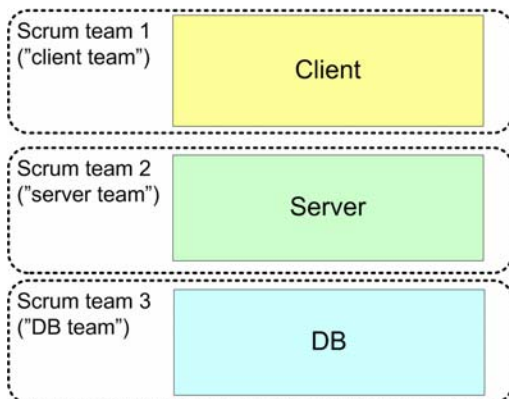 Scrum team 1
(”client team”)
Client
Scrum team 2
(”server team”)
Server
Scrum team 3
(”DB team”)
DB